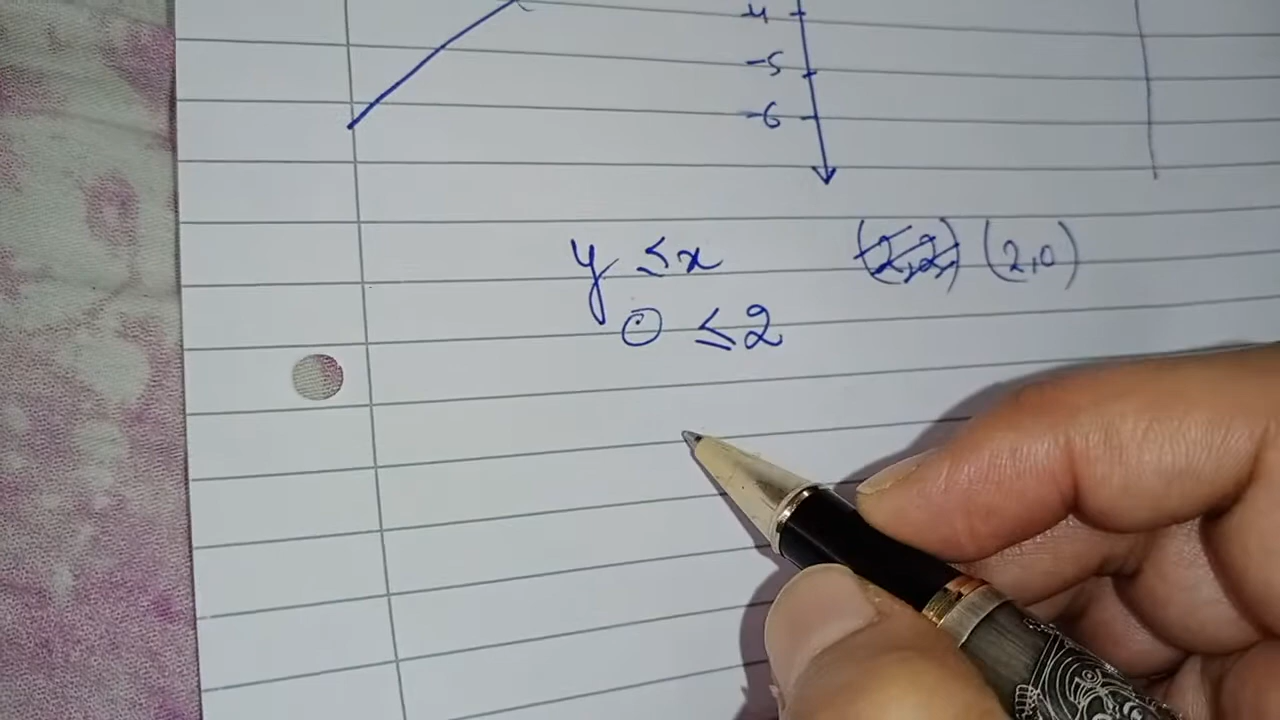 -4
-5
-6
y ≤ x (2,2) (2,0)
0 ≤ 2